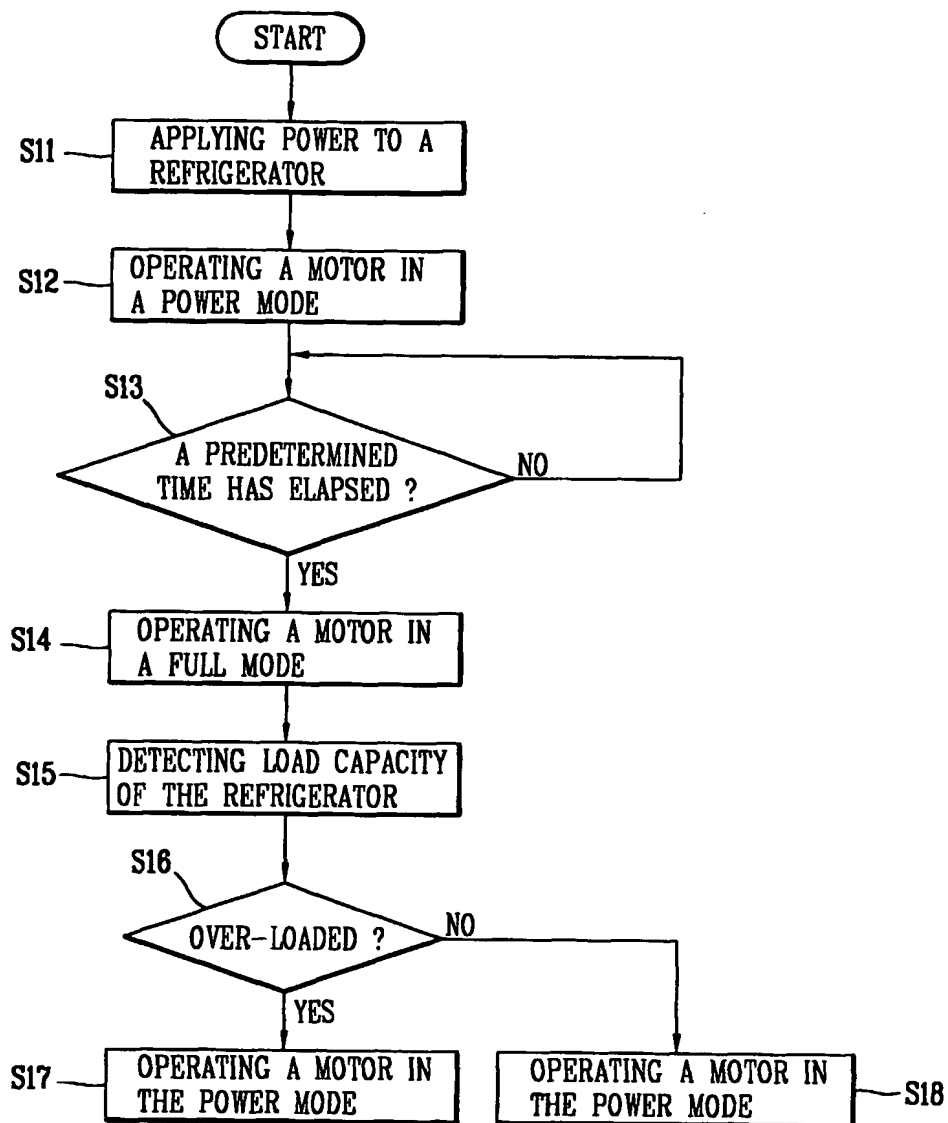 START
S11
APPLYING POWER TO A
REFRIGERATOR
S12
OPERATING A MOTOR IN
A POWER MODE
S13
A PREDETERMINED
TIME HAS ELAPSED ?
NO
YES
S14
OPERATING A MOTOR IN
A FULL MODE
S15
DETECTING LOAD CAPACITY
OF THE REFRIGERATOR
S16
OVER-LOADED ?
NO
YES
S17
OPERATING A MOTOR IN
THE POWER MODE
OPERATING A MOTOR IN
THE POWER MODE
S18